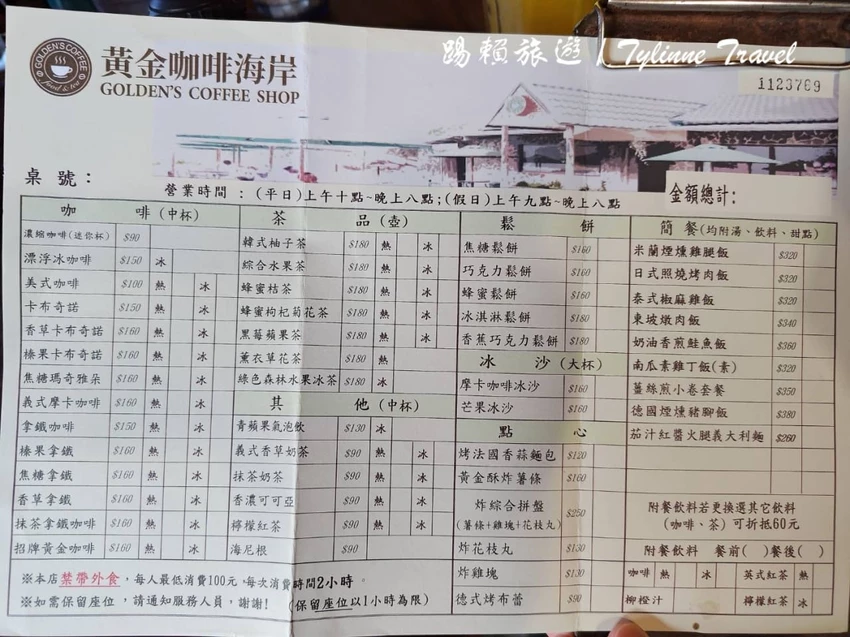 踢賴旅遊 | Tylinne Travel
GOLDEN'S COFFEE
food & tea
黃金咖啡海岸
GOLDEN'S COFFEE SHOP
1123769
桌號：
營業時間：(平日)上午十點~晚上八點；(假日)上午九點~晚上八點
金額總計：
咖啡(中杯)
濃縮咖啡(迷你杯) $90
漂浮冰咖啡 $150 冰
美式咖啡 $100 熱 冰
卡布奇諾 $150 熱 冰
香草卡布奇諾 $160 熱 冰
榛果卡布奇諾 $160 熱 冰
焦糖瑪奇雅朵 $160 熱 冰
義式摩卡咖啡 $160 熱 冰
拿鐵咖啡 $150 熱 冰
榛果拿鐵 $160 熱 冰
焦糖拿鐵 $160 熱 冰
香草拿鐵 $160 熱 冰
抹茶拿鐵咖啡 $160 熱 冰
招牌黃金咖啡 $160 熱 冰
茶品(壺)
韓式柚子茶 $180 熱 冰
綜合水果茶 $180 熱 冰
蜂蜜桔茶 $180 熱 冰
蜂蜜枸杞菊花茶 $180 熱 冰
黑莓蘋果茶 $180 熱 冰
薰衣草花茶 $180 熱
綠色森林水果冰茶 $180 冰
其他(中杯)
青蘋果氣泡飲 $130 冰
義式香草奶茶 $90 熱 冰
抹茶奶茶 $90 熱 冰
香濃可可亞 $90 熱 冰
檸檬紅茶 $90 熱 冰
海尼根 $90
鬆餅
焦糖鬆餅 $160
巧克力鬆餅 $160
蜂蜜鬆餅 $160
冰淇淋鬆餅 $180
香蕉巧克力鬆餅 $180
冰沙(大杯)
摩卡咖啡冰沙 $160
芒果冰沙 $160
點心
烤法國香蒜麵包 $120
黃金酥炸薯條 $160
炸綜合拼盤
(薯條+雞塊+花枝丸) $250
炸花枝丸 $130
炸雞塊 $130
德式烤布蕾 $90
簡餐(均附湯、飲料、甜點)
米蘭煙燻雞腿飯 $320
日式照燒烤肉飯 $320
泰式椒麻雞飯 $320
東坡燉肉飯 $340
奶油香煎鮭魚飯 $360
南瓜素雞丁飯(素) $320
薑絲煎小卷套餐 $350
德國煙燻豬腳飯 $380
茄汁紅醬火腿義大利麵 $260
附餐飲料若更換選其它飲料
(咖啡、茶)可折抵60元
附餐飲料 餐前( )餐後( )
咖啡 熱 冰 英式紅茶 熱
柳橙汁 檸檬紅茶 冰
※本店禁帶外食，每人最低消費100元，每次消費時間2小時
※如需保留座位，請通知服務人員，謝謝! (保留座位以1小時為限)